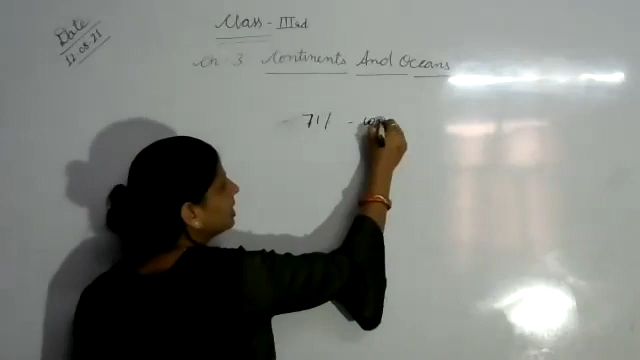 Date
12.08.21
Class - IIIrd
Ch 3 Continents And Oceans
71% -